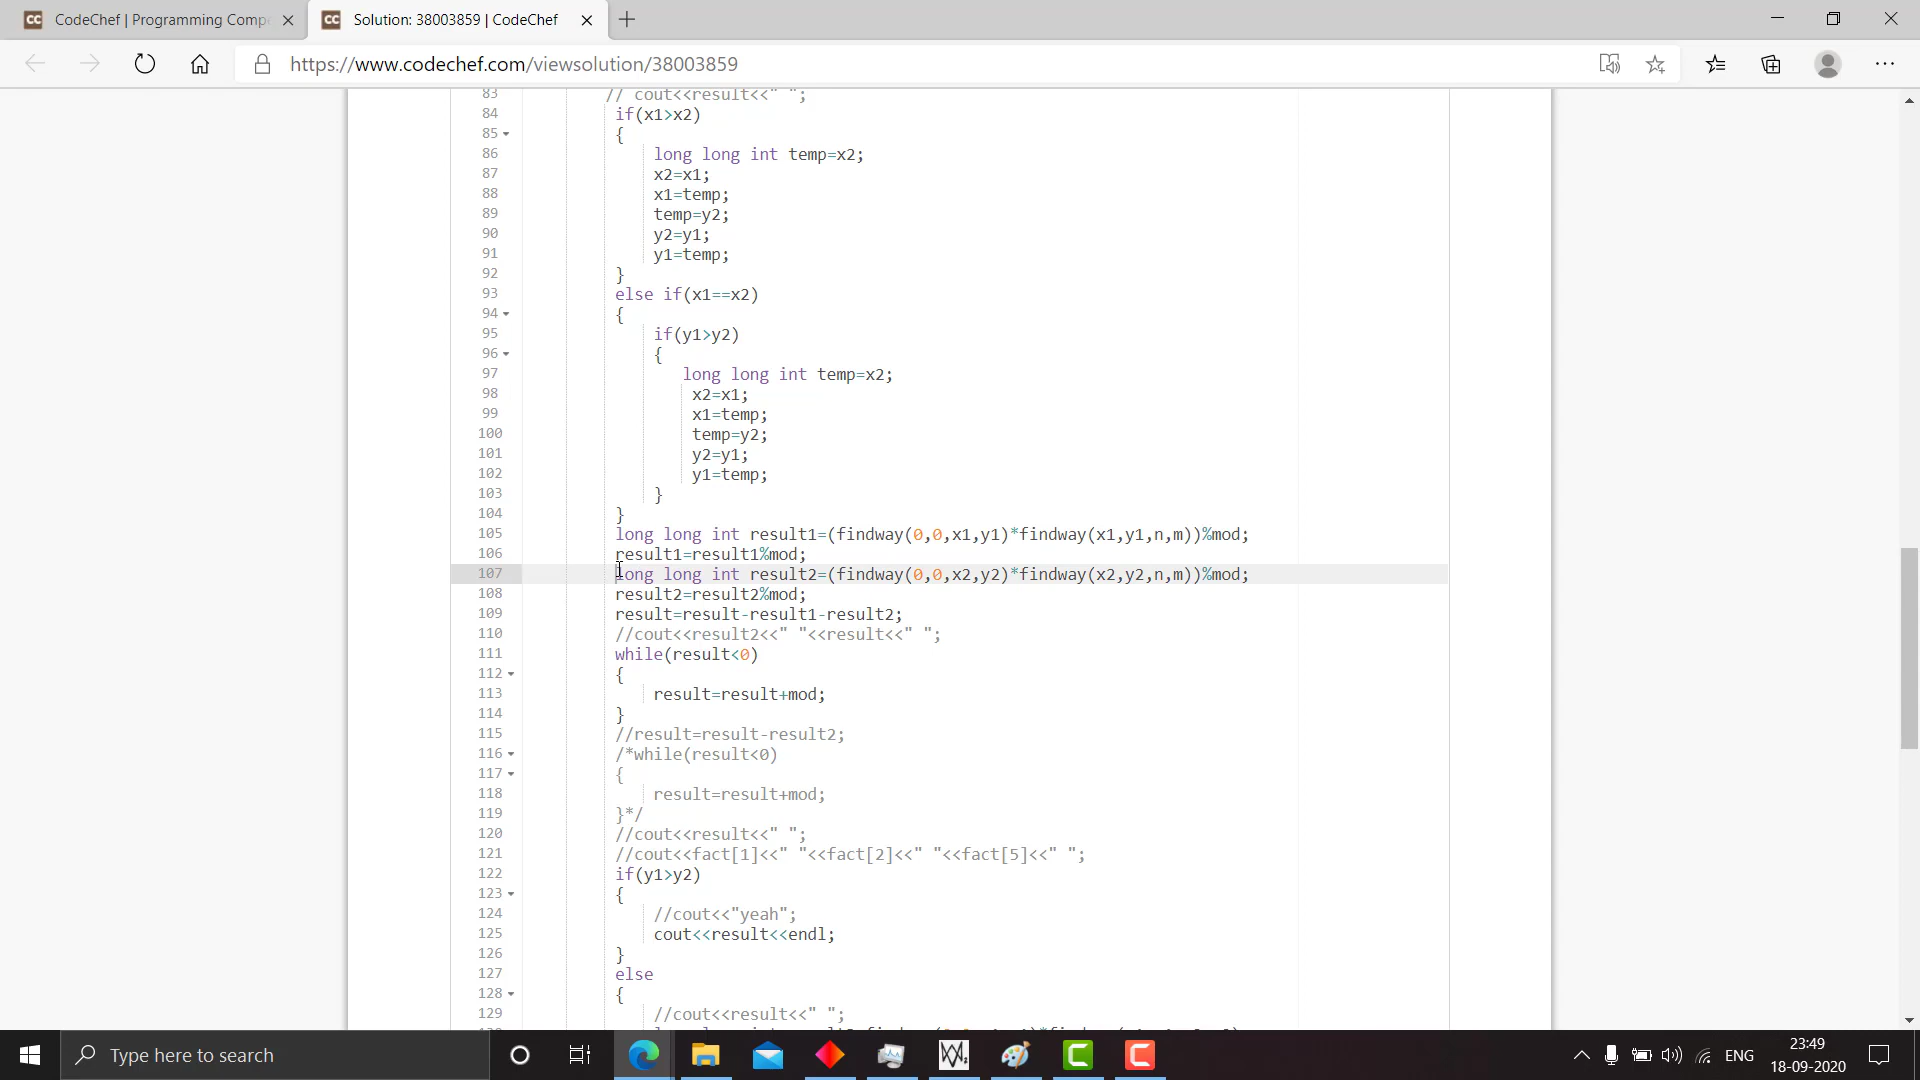 CodeChef | Programming Compe
Solution: 38003859 | CodeChef
https://www.codechef.com/viewsolution/38003859
83 // cout<<result<<" ";
84 if(x1>x2)
85 {
86 long long int temp=x2;
87 x2=x1;
88 x1=temp;
89 temp=y2;
90 y2=y1;
91 y1=temp;
92 }
93 else if(x1==x2)
94 {
95 if(y1>y2)
96 {
97 long long int temp=x2;
98 x2=x1;
99 x1=temp;
100 temp=y2;
101 y2=y1;
102 y1=temp;
103 }
104 }
105 long long int result1=(findway(0,0,x1,y1)*findway(x1,y1,n,m))%mod;
106 result1=result1%mod;
107 long long int result2=(findway(0,0,x2,y2)*findway(x2,y2,n,m))%mod;
108 result2=result2%mod;
109 result=result-result1-result2;
110 //cout<<result2<<" "<<result<<" ";
111 while(result<0)
112 {
113 result=result+mod;
114 }
115 //result=result-result2;
116 /*while(result<0)
117 {
118 result=result+mod;
119 }*/
120 //cout<<result<<" ";
121 //cout<<fact[1]<<" "<<fact[2]<<" "<<fact[5]<<" ";
122 if(y1>y2)
123 {
124 //cout<<"yeah";
125 cout<<result<<endl;
126 }
127 else
128 {
129 //cout<<result<<" ";
Type here to search
ENG
23:49
18-09-2020